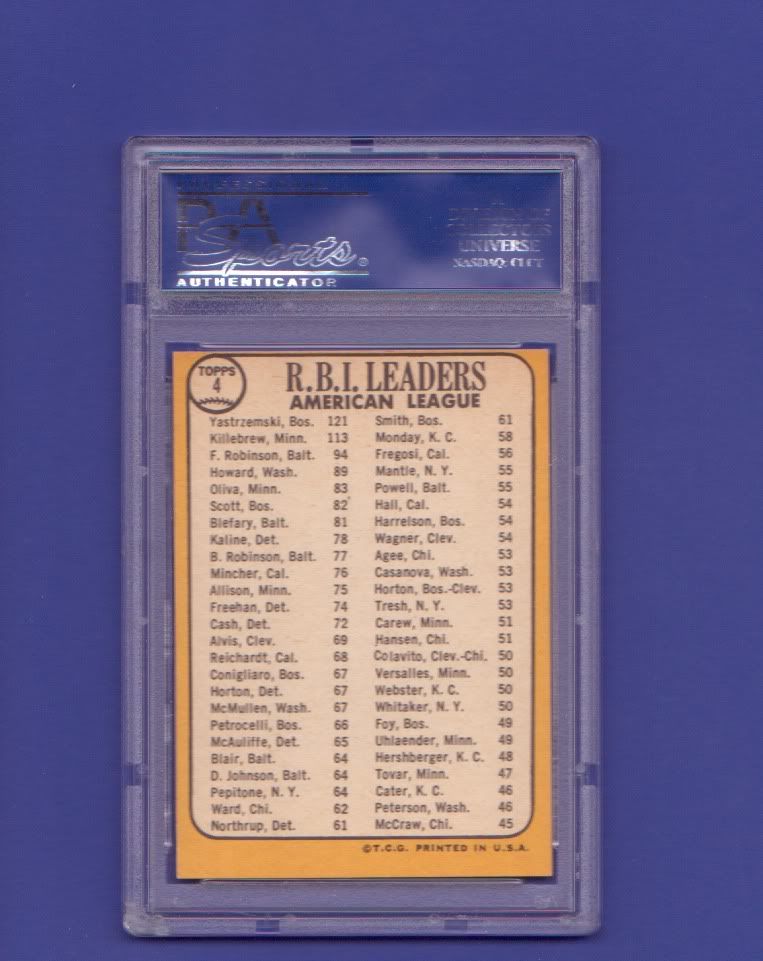 PSA
Sports®
AUTHENTICATOR
A
DIVISION OF
COLLECTORS
UNIVERSE
NASDAQ: CLCT
TOPPS
4
R.B.I. LEADERS
AMERICAN LEAGUE
Yastrzemski, Bos. 121
Killebrew, Minn. 113
F. Robinson, Balt. 94
Howard, Wash. 89
Oliva, Minn. 83
Scott, Bos. 82
Blefary, Balt. 81
Kaline, Det. 78
B. Robinson, Balt. 77
Mincher, Cal. 76
Allison, Minn. 75
Freehan, Det. 74
Cash, Det. 72
Alvis, Clev. 69
Reichardt, Cal. 68
Conigliaro, Bos. 67
Horton, Det. 67
McMullen, Wash. 67
Petrocelli, Bos. 66
McAuliffe, Det. 65
Blair, Balt. 64
D. Johnson, Balt. 64
Pepitone, N. Y. 64
Ward, Chi. 62
Northrup, Det. 61
Smith, Bos. 61
Monday, K. C. 58
Fregosi, Cal. 56
Mantle, N. Y. 55
Powell, Balt. 55
Hall, Cal. 54
Harrelson, Bos. 54
Wagner, Clev. 54
Agee, Chi. 53
Casanova, Wash. 53
Horton, Bos.-Clev. 53
Tresh, N. Y. 53
Carew, Minn. 51
Hansen, Chi. 51
Colavito, Clev.-Chi. 50
Versalles, Minn. 50
Webster, K. C. 50
Whitaker, N. Y. 50
Foy, Bos. 49
Uhlaender, Minn. 49
Hershberger, K. C. 48
Tovar, Minn. 47
Cater, K. C. 46
Peterson, Wash. 46
McCraw, Chi. 45
©T.C.G. PRINTED IN U.S.A.